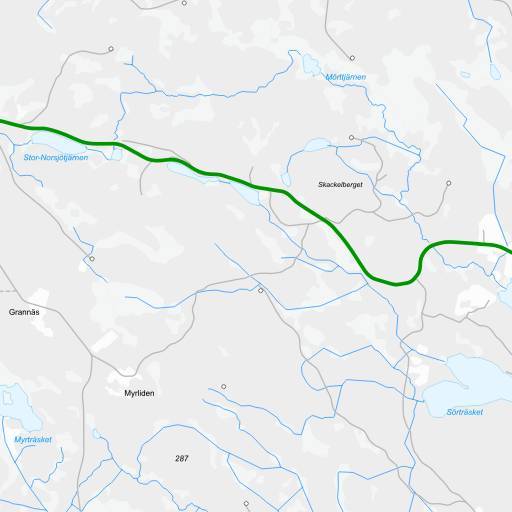 Mörttjärnen
Stor-Norsjötjärnen
Skackelberget
Grannäs
Myrliden
Sörträsket
Myrträsket
287